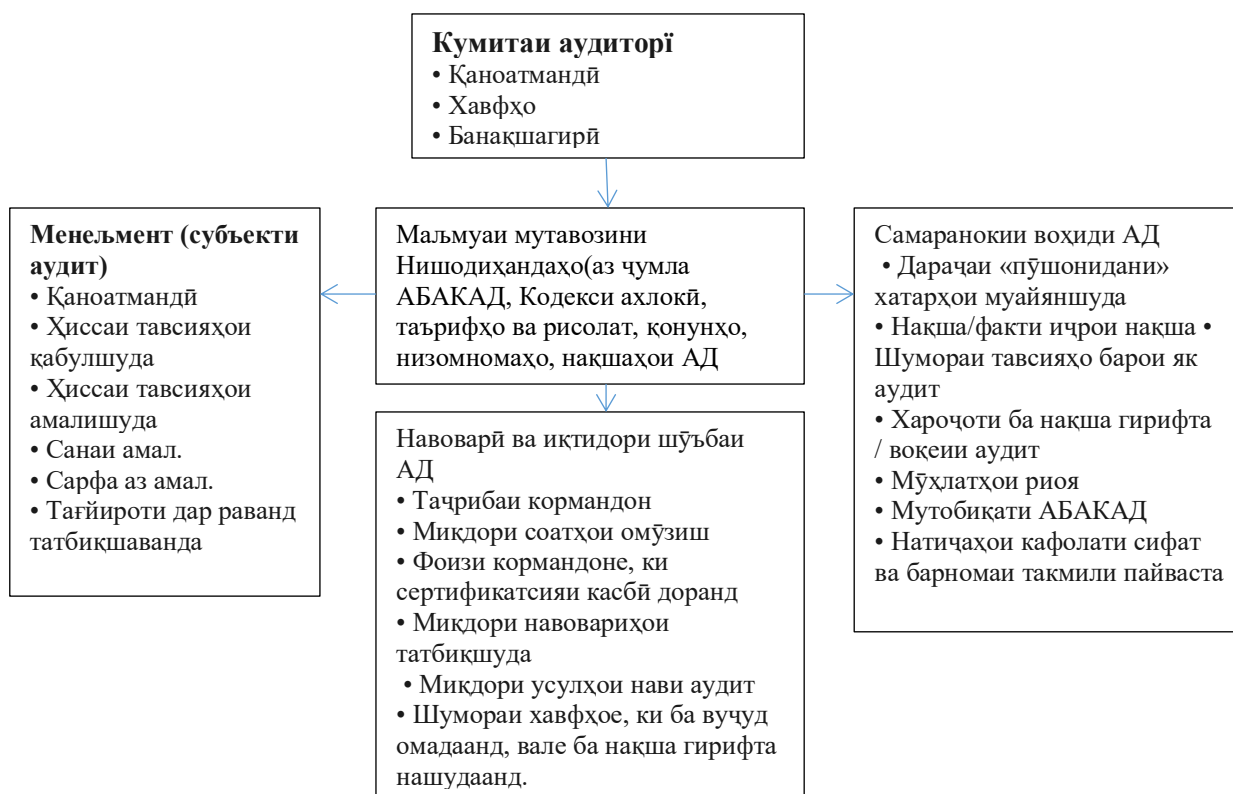 Кумитаи аудиторї
• Қаноатмандӣ
• Хавфҳо
• Банақшагирӣ
Менељмент (субъекти
аудит)
• Қаноатмандӣ
• Ҳиссаи тавсияҳои
қабулшуда
• Ҳиссаи тавсияҳои
амалишуда
• Санаи амал.
• Сарфа аз амал.
• Тағйироти дар раванд
татбиқшаванда
Маљмуаи мутавозини
Нишодиҳандаҳо(аз ҷумла
АБАКАД, Кодекси ахлокӣ,
таърифҳо ва рисолат, қонунҳо,
низомномаҳо, нақшаҳои АД
Самаранокии воҳиди АД
• Дараҷаи «пӯшонидани»
хатарҳои муайяншуда
• Нақша/факти иҷрои нақша •
Шумораи тавсияҳо барои як
аудит
• Хароҷоти ба нақша гирифта
/ воқеии аудит
• Мӯҳлатҳои риоя
• Мутобиқати АБАКАД
• Натиҷаҳои кафолати сифат
ва барномаи такмили пайваста
Навоварӣ ва иқтидори шӯъбаи
АД
• Таҷрибаи кормандон
• Миқдори соатҳои омӯзиш
• Фоизи кормандоне, ки
сертификатсияи касбӣ доранд
• Миқдори навовариҳои
татбиқшуда
• Миқдори усулҳои нави аудит
• Шумораи хавфҳое, ки ба вуҷуд
омадаанд, вале ба нақша гирифта
нашудаанд.